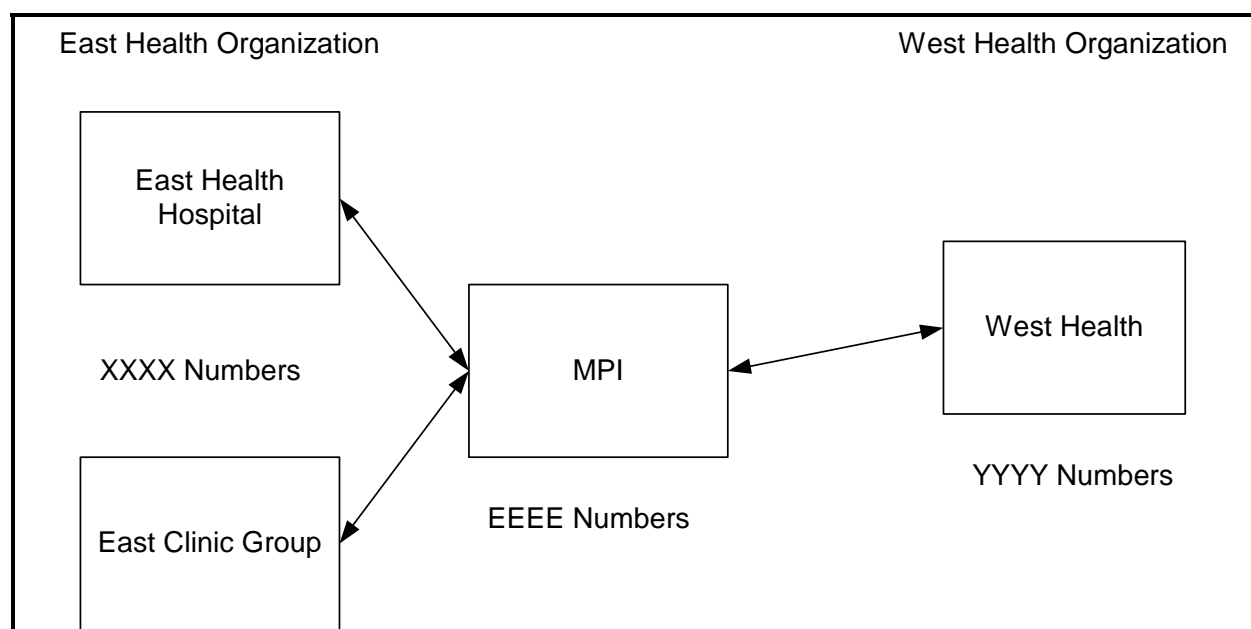 East Health Organization
West Health Organization
East Health
Hospital
XXXX Numbers
East Clinic Group
MPI
EEEE Numbers
West Health
YYYY Numbers